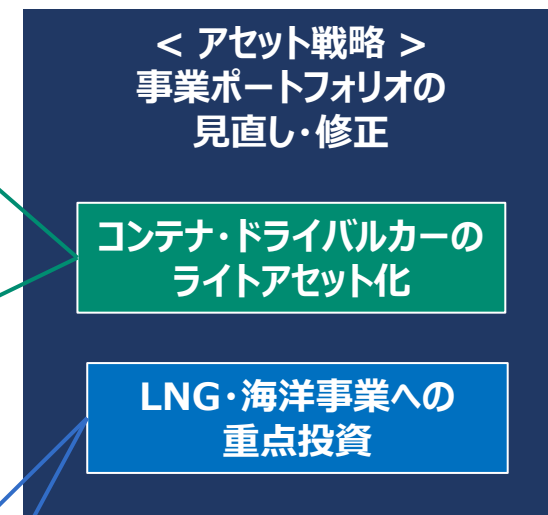 < アセット戦略 >
事業ポートフォリオの
見直し・修正
コンテナ・ドライバルカーの
ライトアセット化
LNG・海洋事業への
重点投資